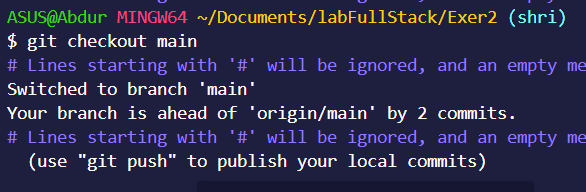 ASUS@Abdur MINGW64 ~/Documents/labFullStack/Exer2 (shri)
$ git checkout main
# Lines starting with '#' will be ignored, and an empty me
Switched to branch 'main'
Your branch is ahead of 'origin/main' by 2 commits.
# Lines starting with '#' will be ignored, and an empty me
  (use "git push" to publish your local commits)